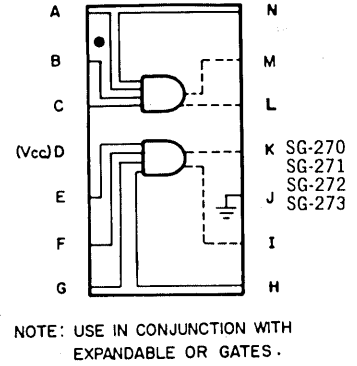 A N
B M
C L
(Vcc) D K SG-270
SG-271
SG-272
E J SG-273
F I
G H
NOTE: USE IN CONJUNCTION WITH
EXPANDABLE OR GATES.